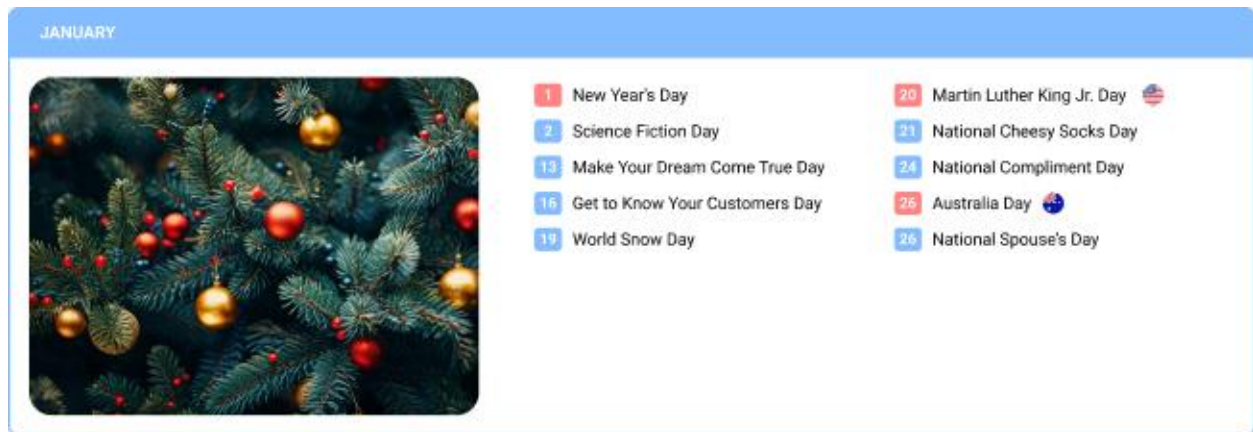 JANUARY
1 New Year's Day
2 Science Fiction Day
13 Make Your Dream Come True Day
16 Get to Know Your Customers Day
19 World Snow Day
20 Martin Luther King Jr. Day
21 National Cheesy Socks Day
24 National Compliment Day
26 Australia Day
26 National Spouse's Day